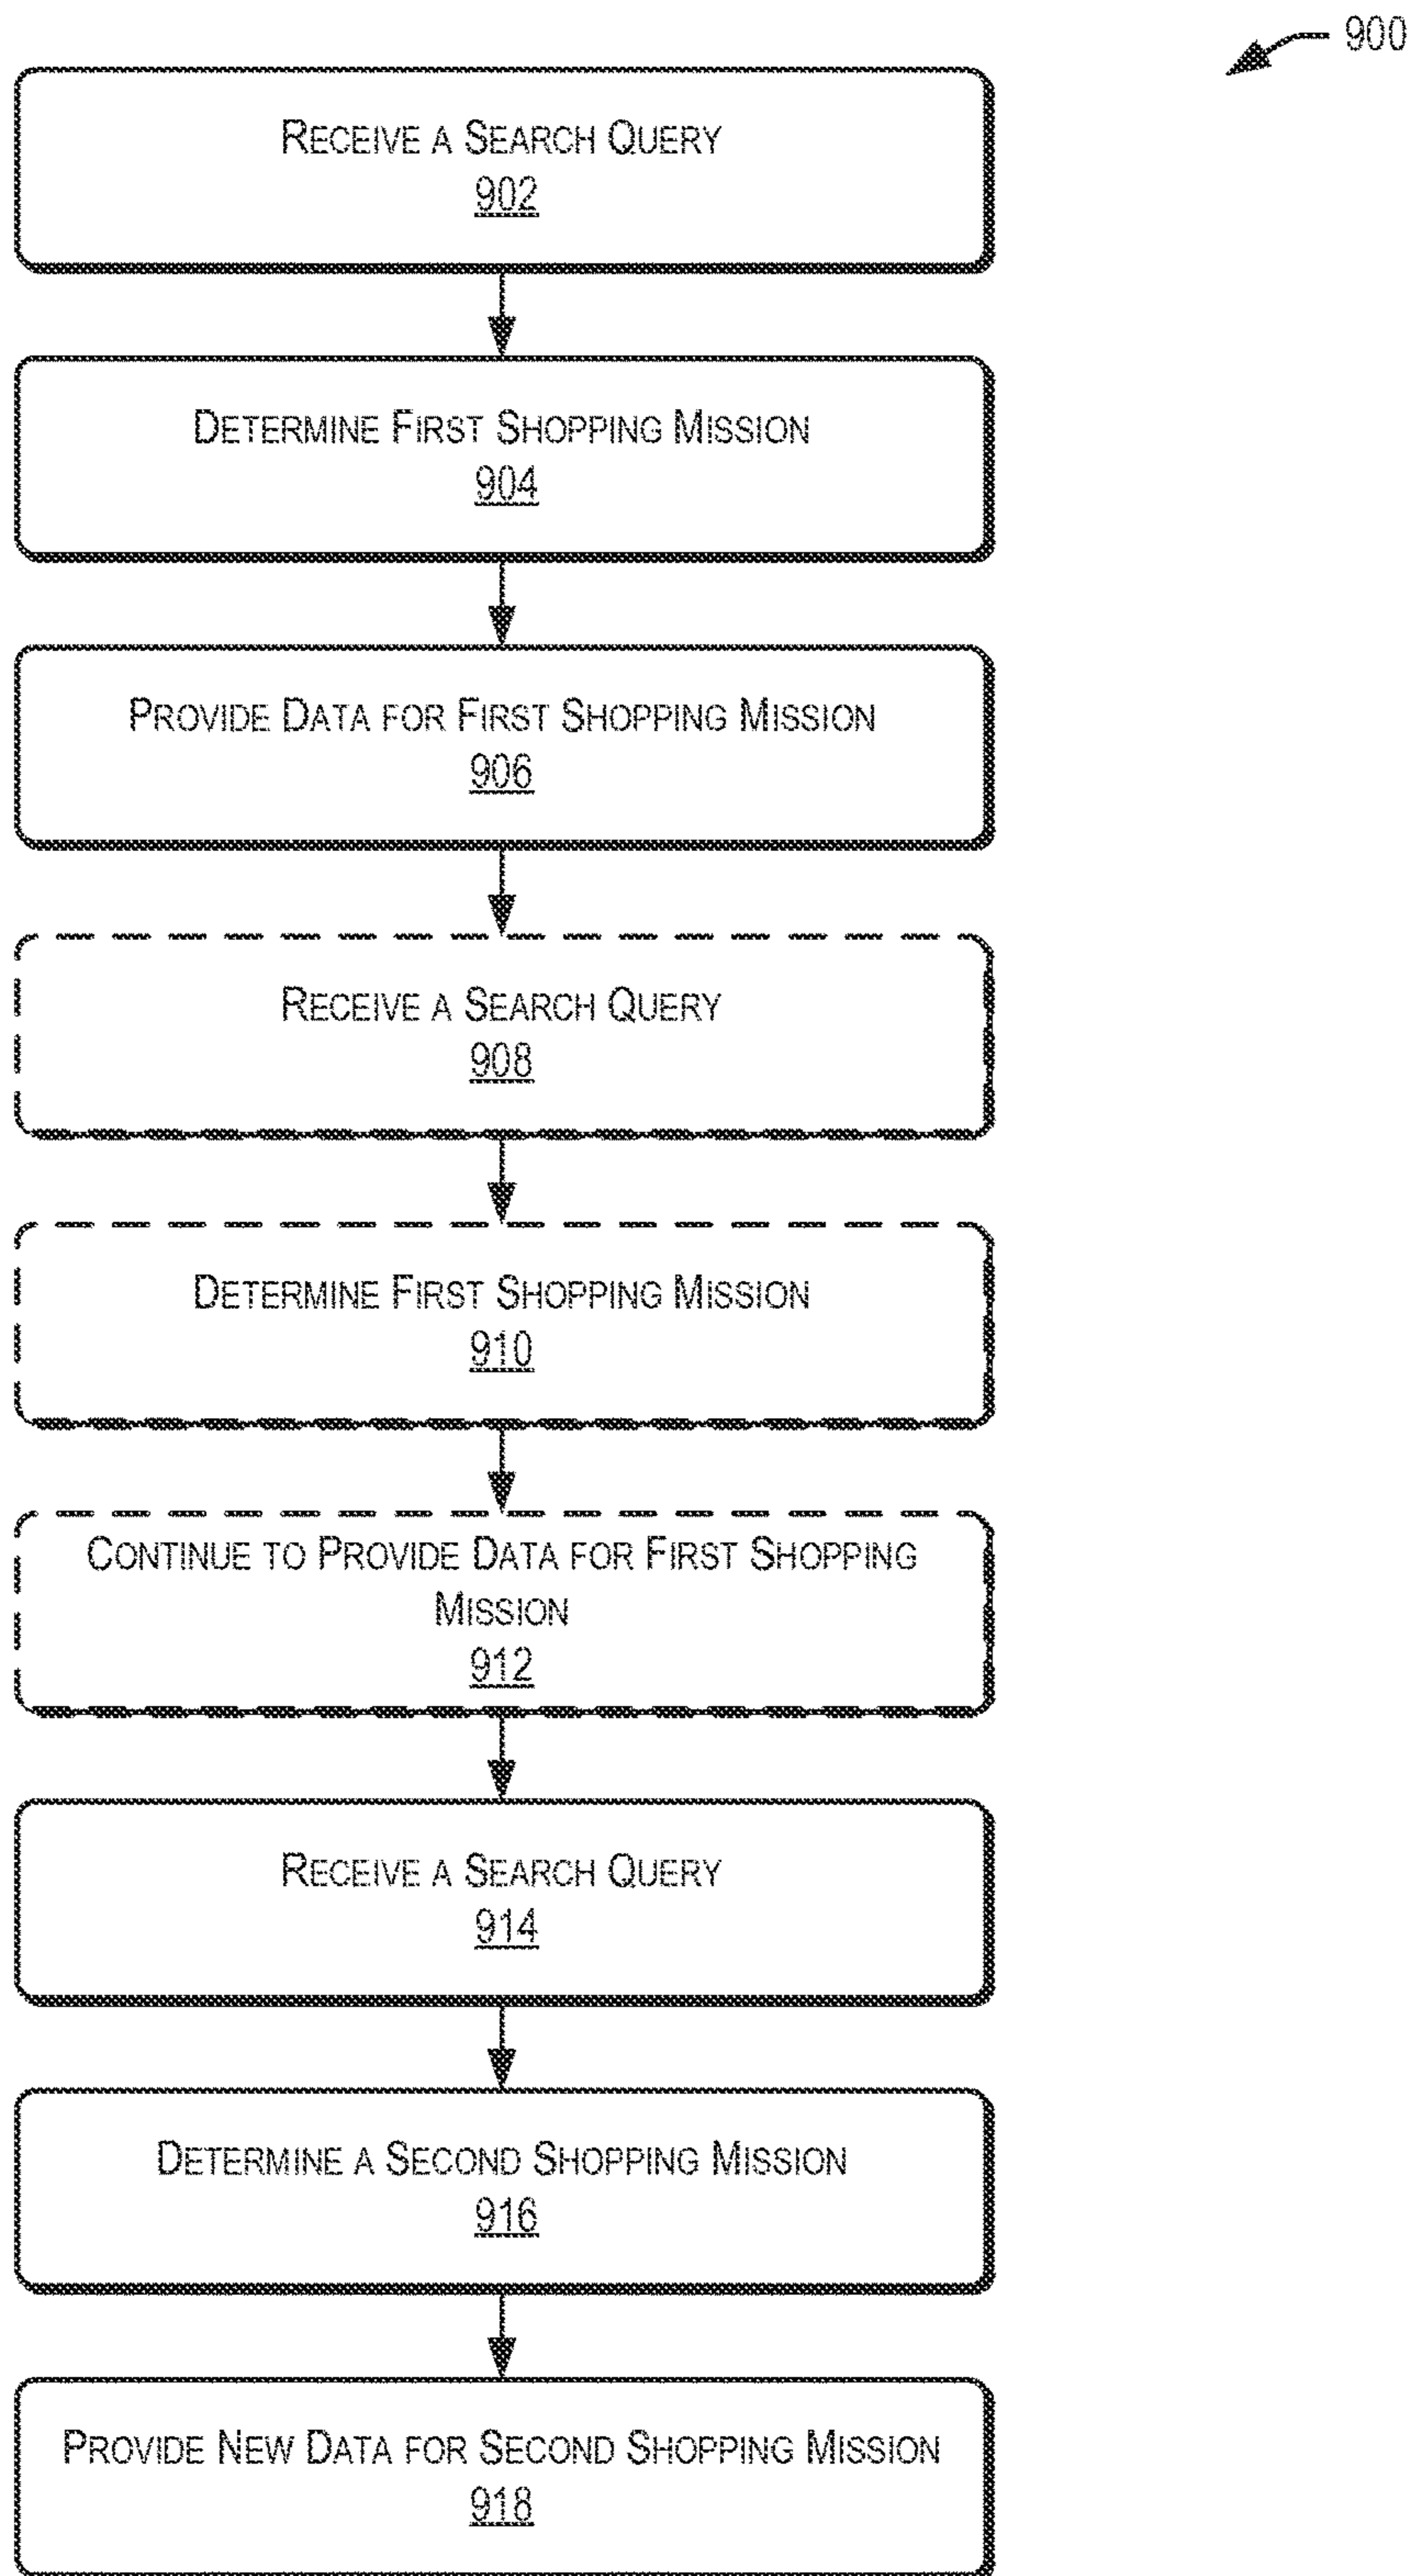 900
RECEIVE A SEARCH QUERY
902
DETERMINE FIRST SHOPPING MISSION
904
PROVIDE DATA FOR FIRST SHOPPING MISSION
906
RECEIVE A SEARCH QUERY
908
DETERMINE FIRST SHOPPING MISSION
910
CONTINUE TO PROVIDE DATA FOR FIRST SHOPPING
MISSION
912
RECEIVE A SEARCH QUERY
914
DETERMINE A SECOND SHOPPING MISSION
916
PROVIDE NEW DATA FOR SECOND SHOPPING MISSION
918